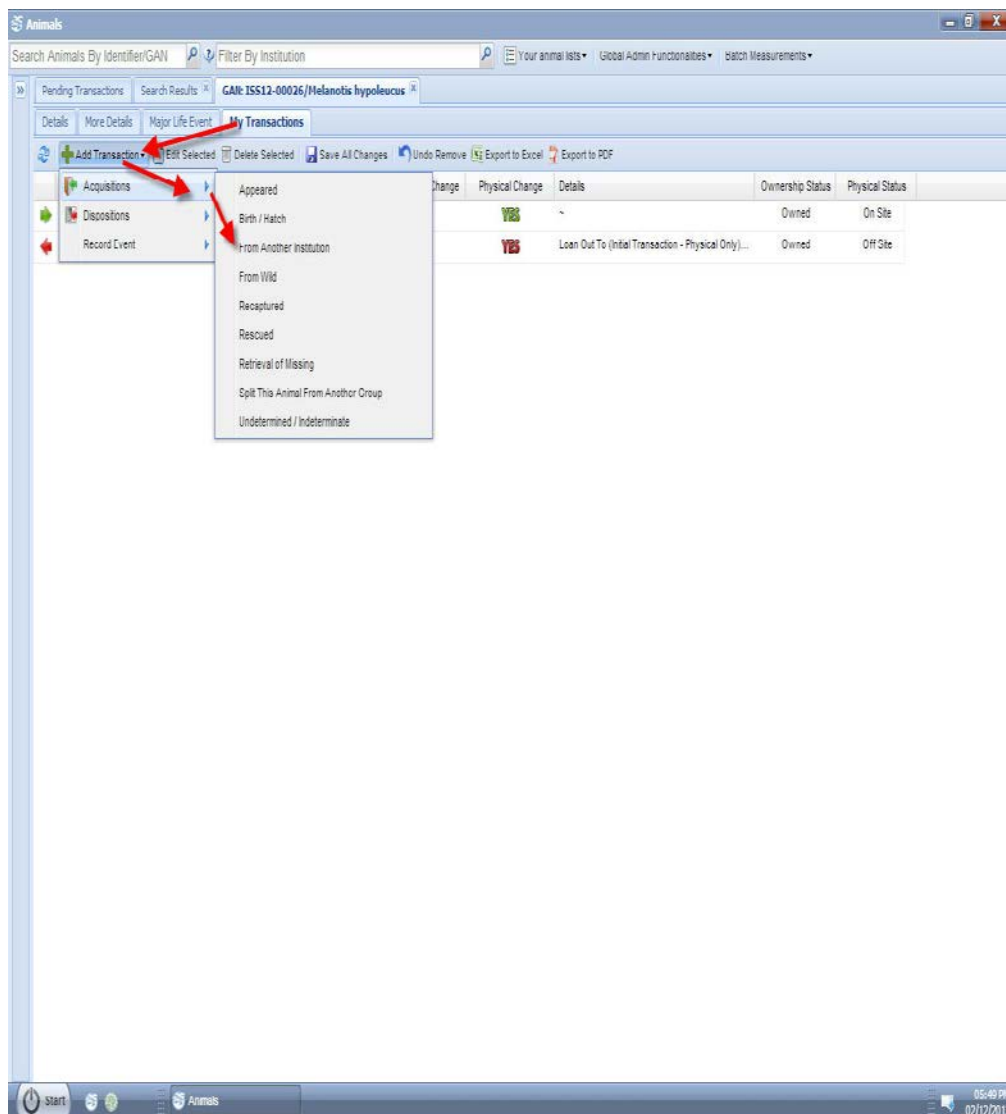 Animals
Search Animals By Identifier/GAN Filter By Institution Your animal lists Global Admin Functionalities Batch Measurements
Pending Transactions Search Results GAN: ISS12-00026/Melanotis hypoleucus
Details More Details Major Life Event My Transactions
Add Transaction Edit Selected Delete Selected Save All Changes Undo Remove Export to Excel Export to PDF
Acquisitions Appeared Change Physical Change Details Ownership Status Physical Status
Dispositions Birth / Hatch YES ~ Owned On Site
Record Event From Another Institution YES Loan Out To (Initial Transaction - Physical Only)... Owned Off Site
From Wild
Recaptured
Rescued
Retrieval of Missing
Split This Animal From Another Group
Undetermined / Indeterminate
Start Animals